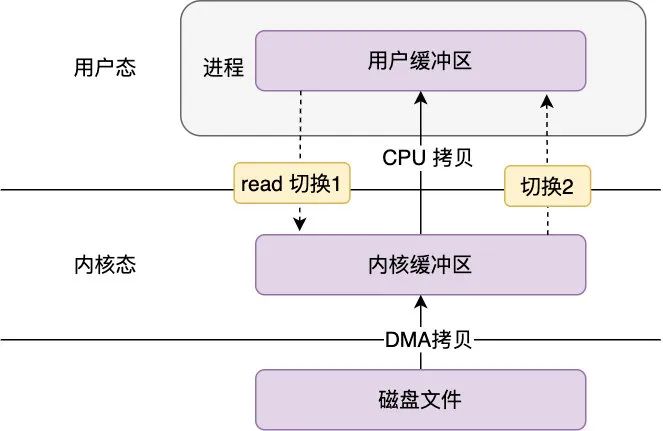 用户态
进程
用户缓冲区
CPU 拷贝
read 切换1
切换2
内核态
内核缓冲区
DMA拷贝
磁盘文件